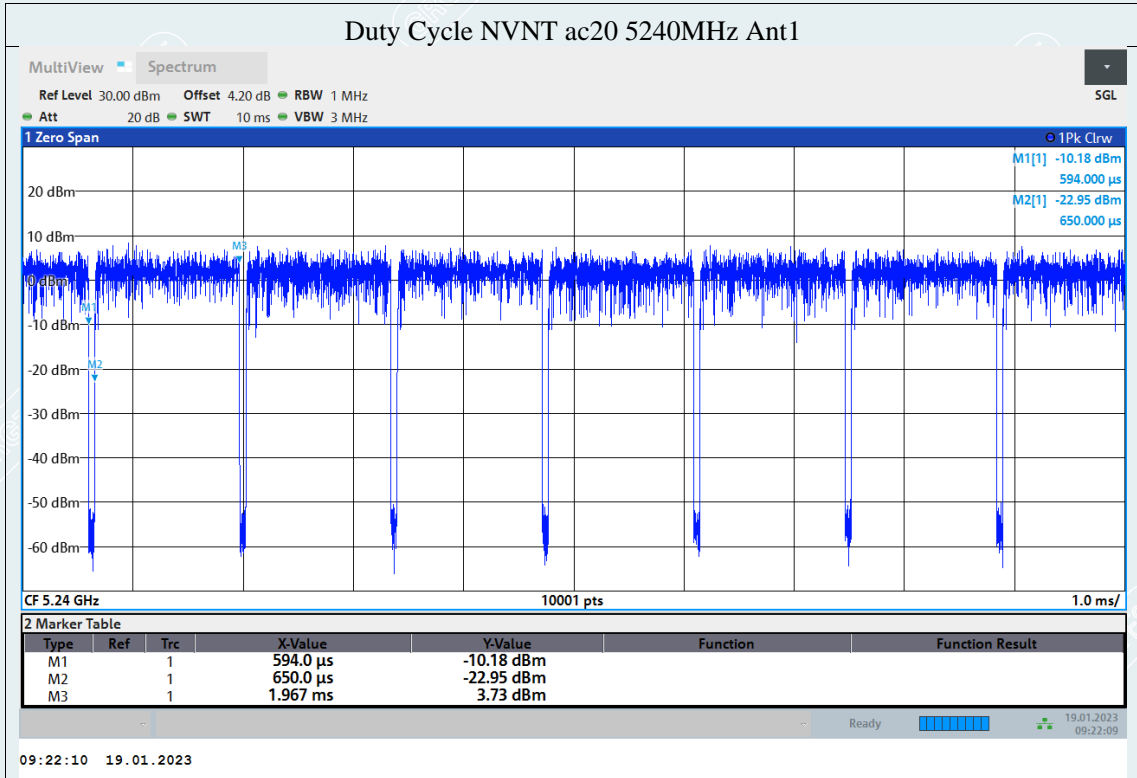 Duty Cycle NVNT ac20 5240MHz Ant1
MultiView Spectrum
Ref Level 30.00 dBm Offset 4.20 dB RBW 1 MHz
SGL
Att 20 dB SWT 10 ms VBW 3 MHz
1 Zero Span 1Pk Clrw
M1[1] -10.18 dBm
594.000 µs
M2[1] -22.95 dBm
650.000 µs
20 dBm
10 dBm
M3
0 dBm
M1
-10 dBm
M2
-20 dBm
-30 dBm
-40 dBm
-50 dBm
-60 dBm
CF 5.24 GHz 10001 pts 1.0 ms/
2 Marker Table
Type Ref Trc X-Value Y-Value Function Function Result
M1 1 594.0 µs -10.18 dBm
M2 1 650.0 µs -22.95 dBm
M3 1 1.967 ms 3.73 dBm
Ready 19.01.2023
09:22:09
09:22:10 19.01.2023